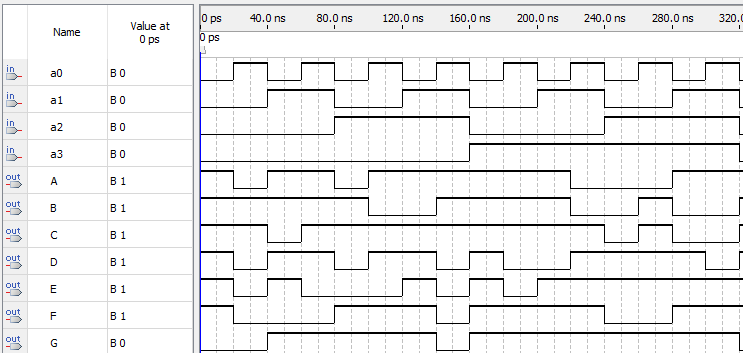 Name Value at 0 ps 0 ps 40.0 ns 80.0 ns 120.0 ns 160.0 ns 200.0 ns 240.0 ns 280.0 ns 320.0
0 ps
in a0 B 0
in a1 B 0
in a2 B 0
in a3 B 0
out A B 1
out B B 1
out C B 1
out D B 1
out E B 1
out F B 1
out G B 0